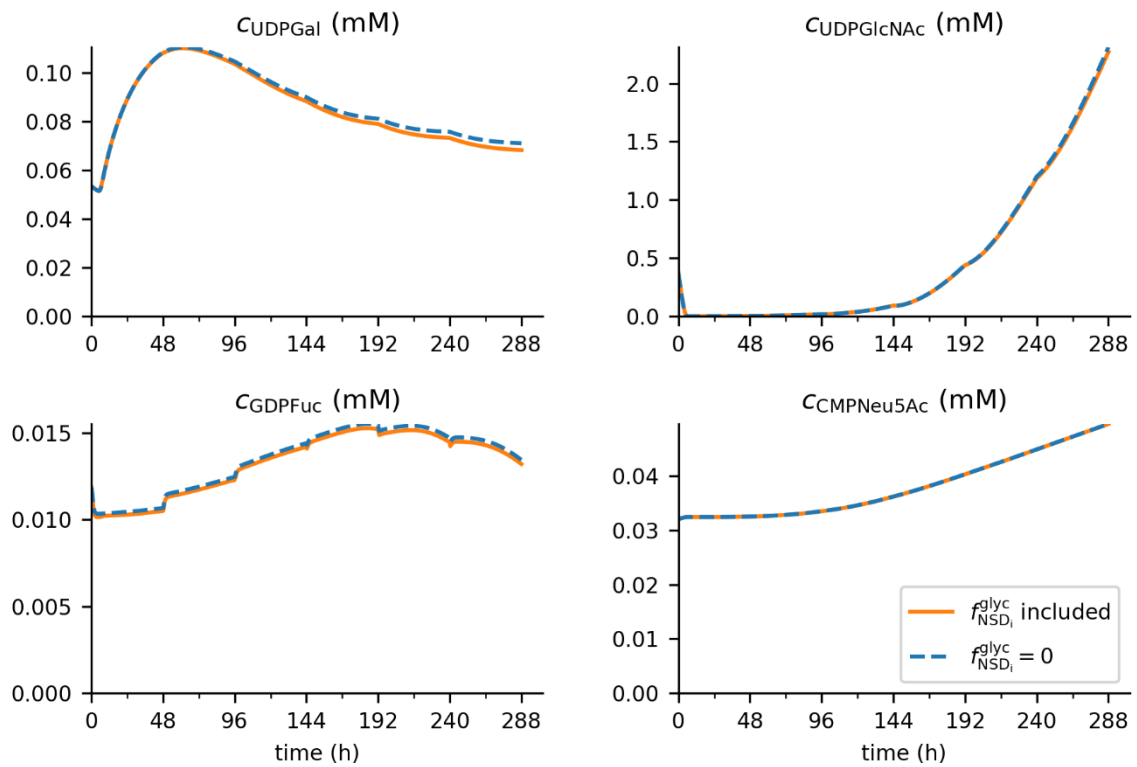 c_UDPGal (mM)
0.10
0.08
0.06
0.04
0.02
0.00
0 48 96 144 192 240 288
c_UDPGlcNAc (mM)
2.0
1.5
1.0
0.5
0.0
0 48 96 144 192 240 288
c_GDPFuc (mM)
0.015
0.010
0.005
0.000
0 48 96 144 192 240 288
time (h)
c_CMPNeu5Ac (mM)
0.04
0.03
0.02
0.01
0.00
f^glyc_NSD_i included
f^glyc_NSD_i = 0
0 48 96 144 192 240 288
time (h)